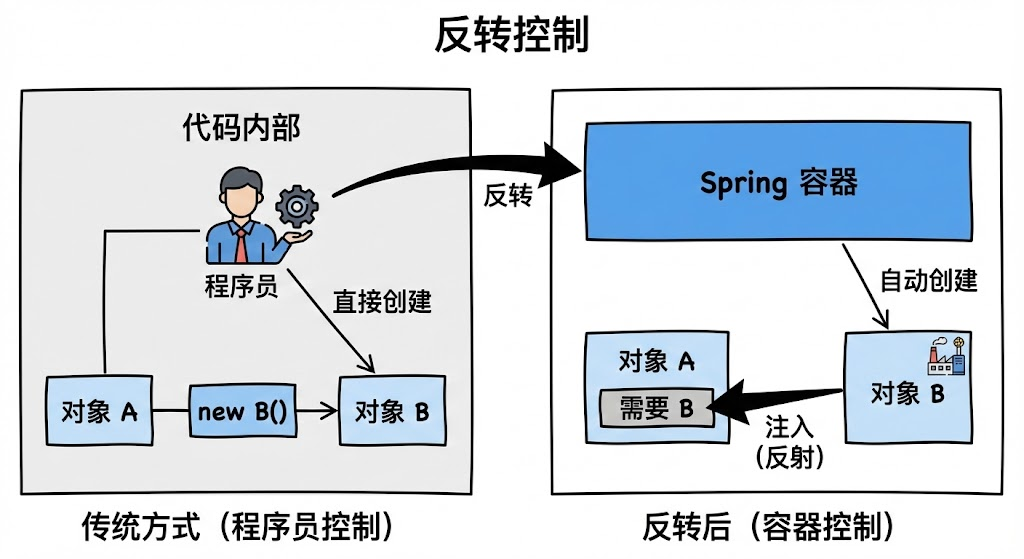 反转控制
代码内部
程序员
直接创建
对象 A
new B()
对象 B
传统方式（程序员控制）
反转
Spring 容器
自动创建
对象 A
需要 B
对象 B
注入
（反射）
反转后（容器控制）